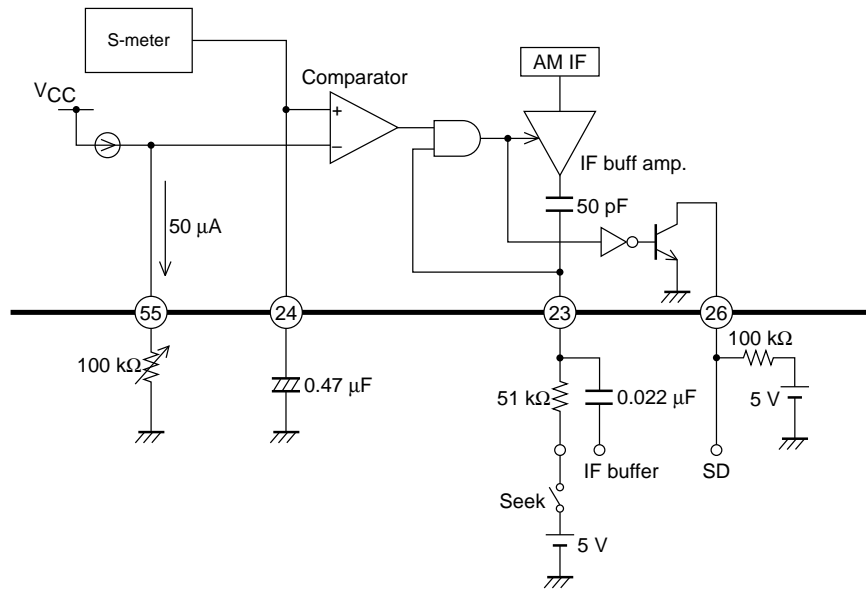 S-meter
AM IF
Comparator
VCC
+
−
IF buff amp.
50 pF
50 μA
55
24
23
26
100 kΩ
0.47 μF
51 kΩ
0.022 μF
100 kΩ
5 V
IF buffer
SD
Seek
5 V